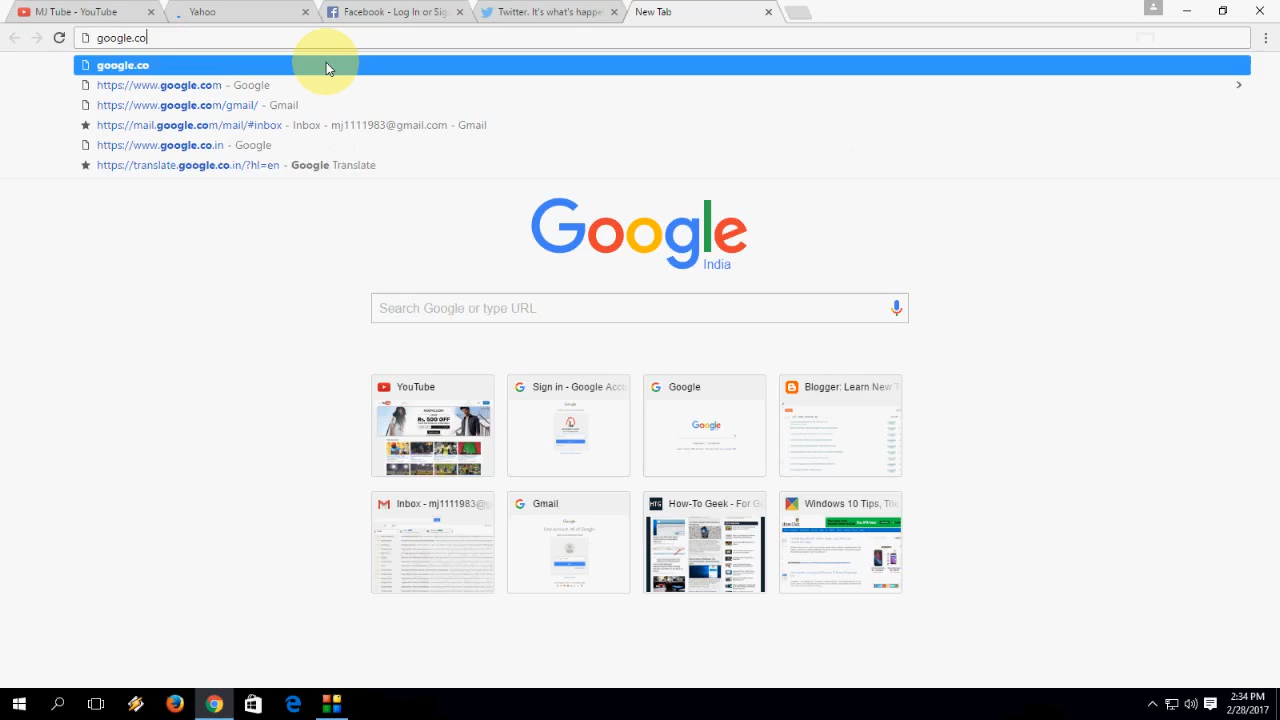 MJ Tube - YouTube
Yahoo
Facebook - Log In or Sig
Twitter. It's what's happe
New Tab
google.co
google.co
https://www.google.com - Google
https://www.google.com/gmail/ - Gmail
https://mail.google.com/mail/#inbox - Inbox - mj1111983@gmail.com - Gmail
https://www.google.co.in - Google
https://translate.google.co.in/?hl=en - Google Translate
Google
India
Search Google or type URL
YouTube
Sign in - Google Accou
Google
Blogger: Learn New T
Inbox - mj1111983@g
Gmail
How-To Geek - For Ge
Windows 10 Tips, Tric
2:34 PM
2/28/2017